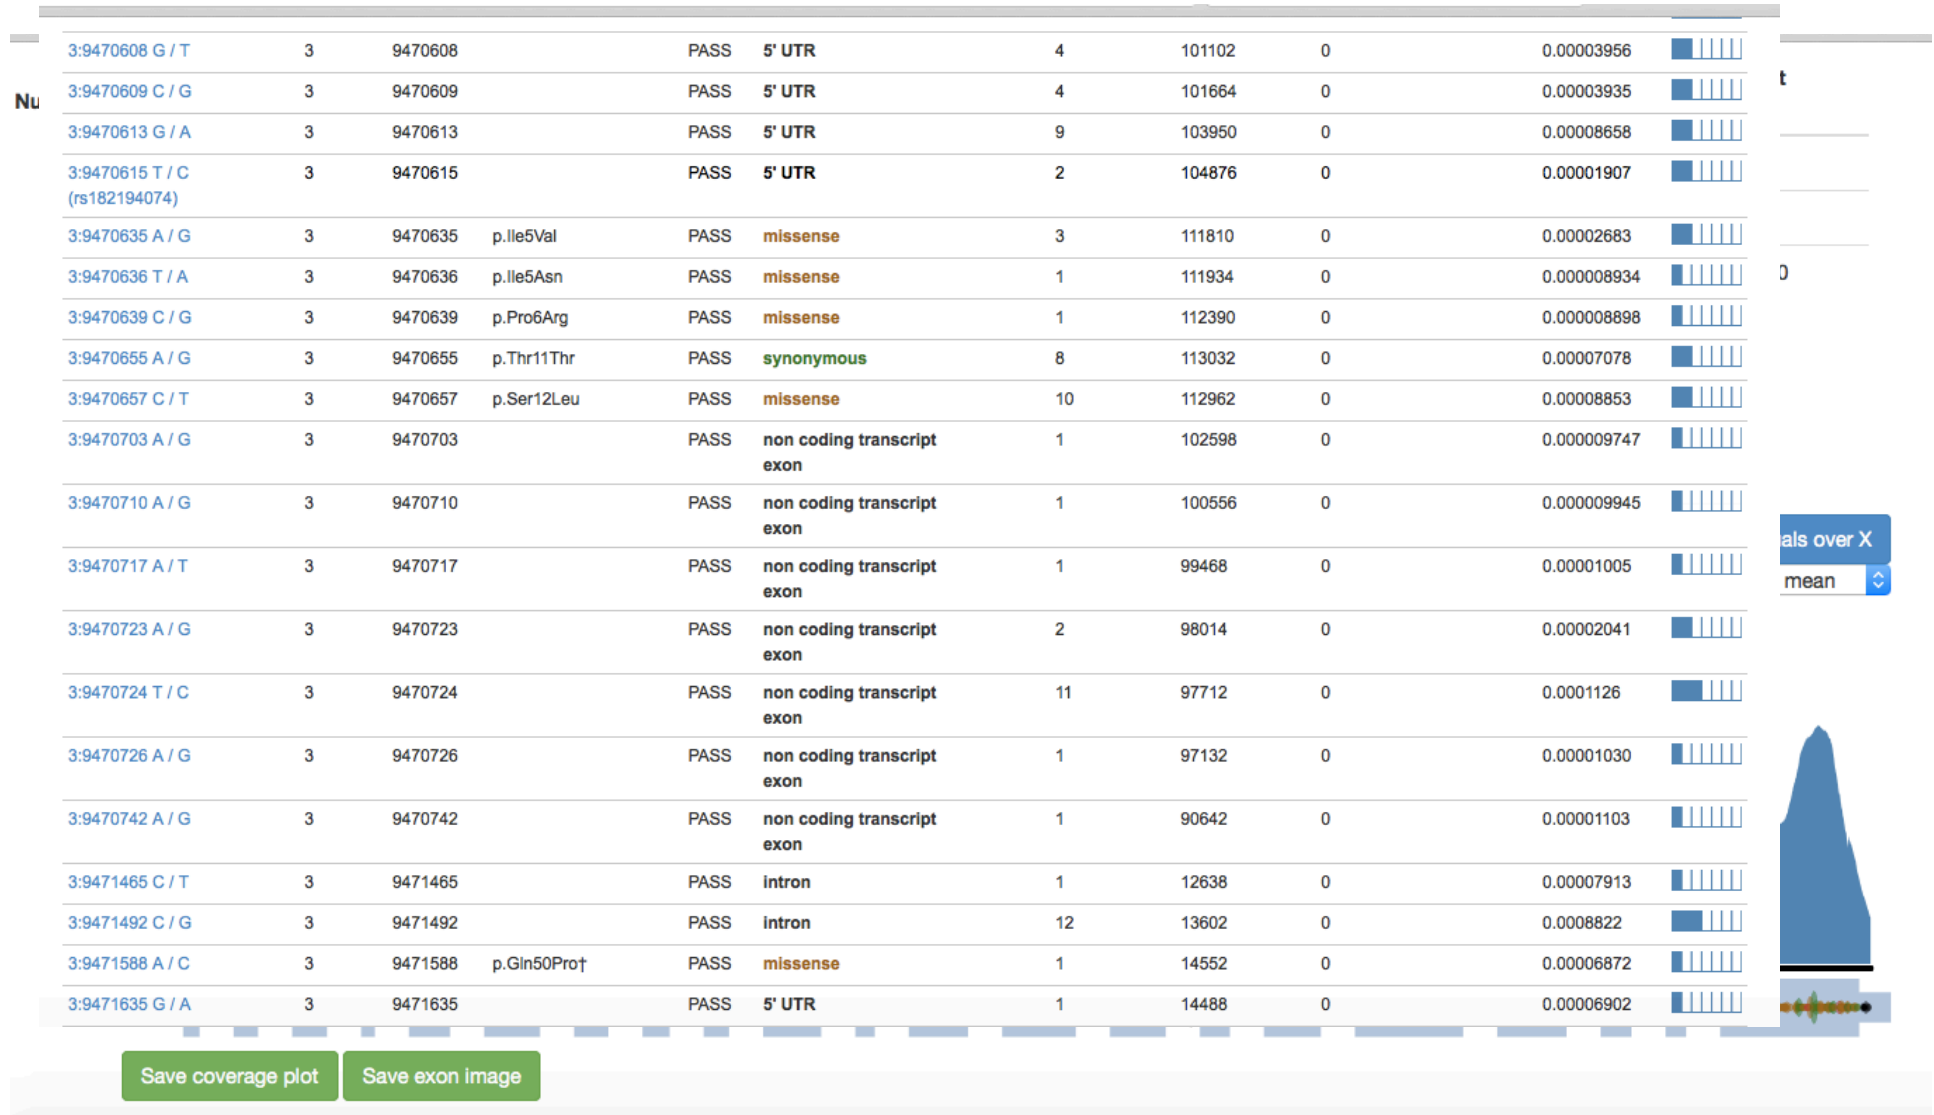 3:9470608 G / T 3 9470608 PASS 5' UTR 4 101102 0 0.00003956
t
3:9470609 C / G 3 9470609 PASS 5' UTR 4 101664 0 0.00003935
Nu
3:9470613 G / A 3 9470613 PASS 5' UTR 9 103950 0 0.00008658
3:9470615 T / C 3 9470615 PASS 5' UTR 2 104876 0 0.00001907
(rs182194074)
3:9470635 A / G 3 9470635 p.Ile5Val PASS missense 3 111810 0 0.00002683
3:9470636 T / A 3 9470636 p.Ile5Asn PASS missense 1 111934 0 0.000008934
3:9470639 C / G 3 9470639 p.Pro6Arg PASS missense 1 112390 0 0.000008898
3:9470655 A / G 3 9470655 p.Thr11Thr PASS synonymous 8 113032 0 0.00007078
3:9470657 C / T 3 9470657 p.Ser12Leu PASS missense 10 112962 0 0.00008853
3:9470703 A / G 3 9470703 PASS non coding transcript 1 102598 0 0.000009747
exon
3:9470710 A / G 3 9470710 PASS non coding transcript 1 100556 0 0.000009945
exon
als over X
3:9470717 A / T 3 9470717 PASS non coding transcript 1 99468 0 0.00001005
exon
mean
3:9470723 A / G 3 9470723 PASS non coding transcript 2 98014 0 0.00002041
exon
3:9470724 T / C 3 9470724 PASS non coding transcript 11 97712 0 0.0001126
exon
3:9470726 A / G 3 9470726 PASS non coding transcript 1 97132 0 0.00001030
exon
3:9470742 A / G 3 9470742 PASS non coding transcript 1 90642 0 0.00001103
exon
3:9471465 C / T 3 9471465 PASS intron 1 12638 0 0.00007913
3:9471492 C / G 3 9471492 PASS intron 12 13602 0 0.0008822
3:9471588 A / C 3 9471588 p.Gln50Pro† PASS missense 1 14552 0 0.00006872
3:9471635 G / A 3 9471635 PASS 5' UTR 1 14488 0 0.00006902
Save coverage plot Save exon image